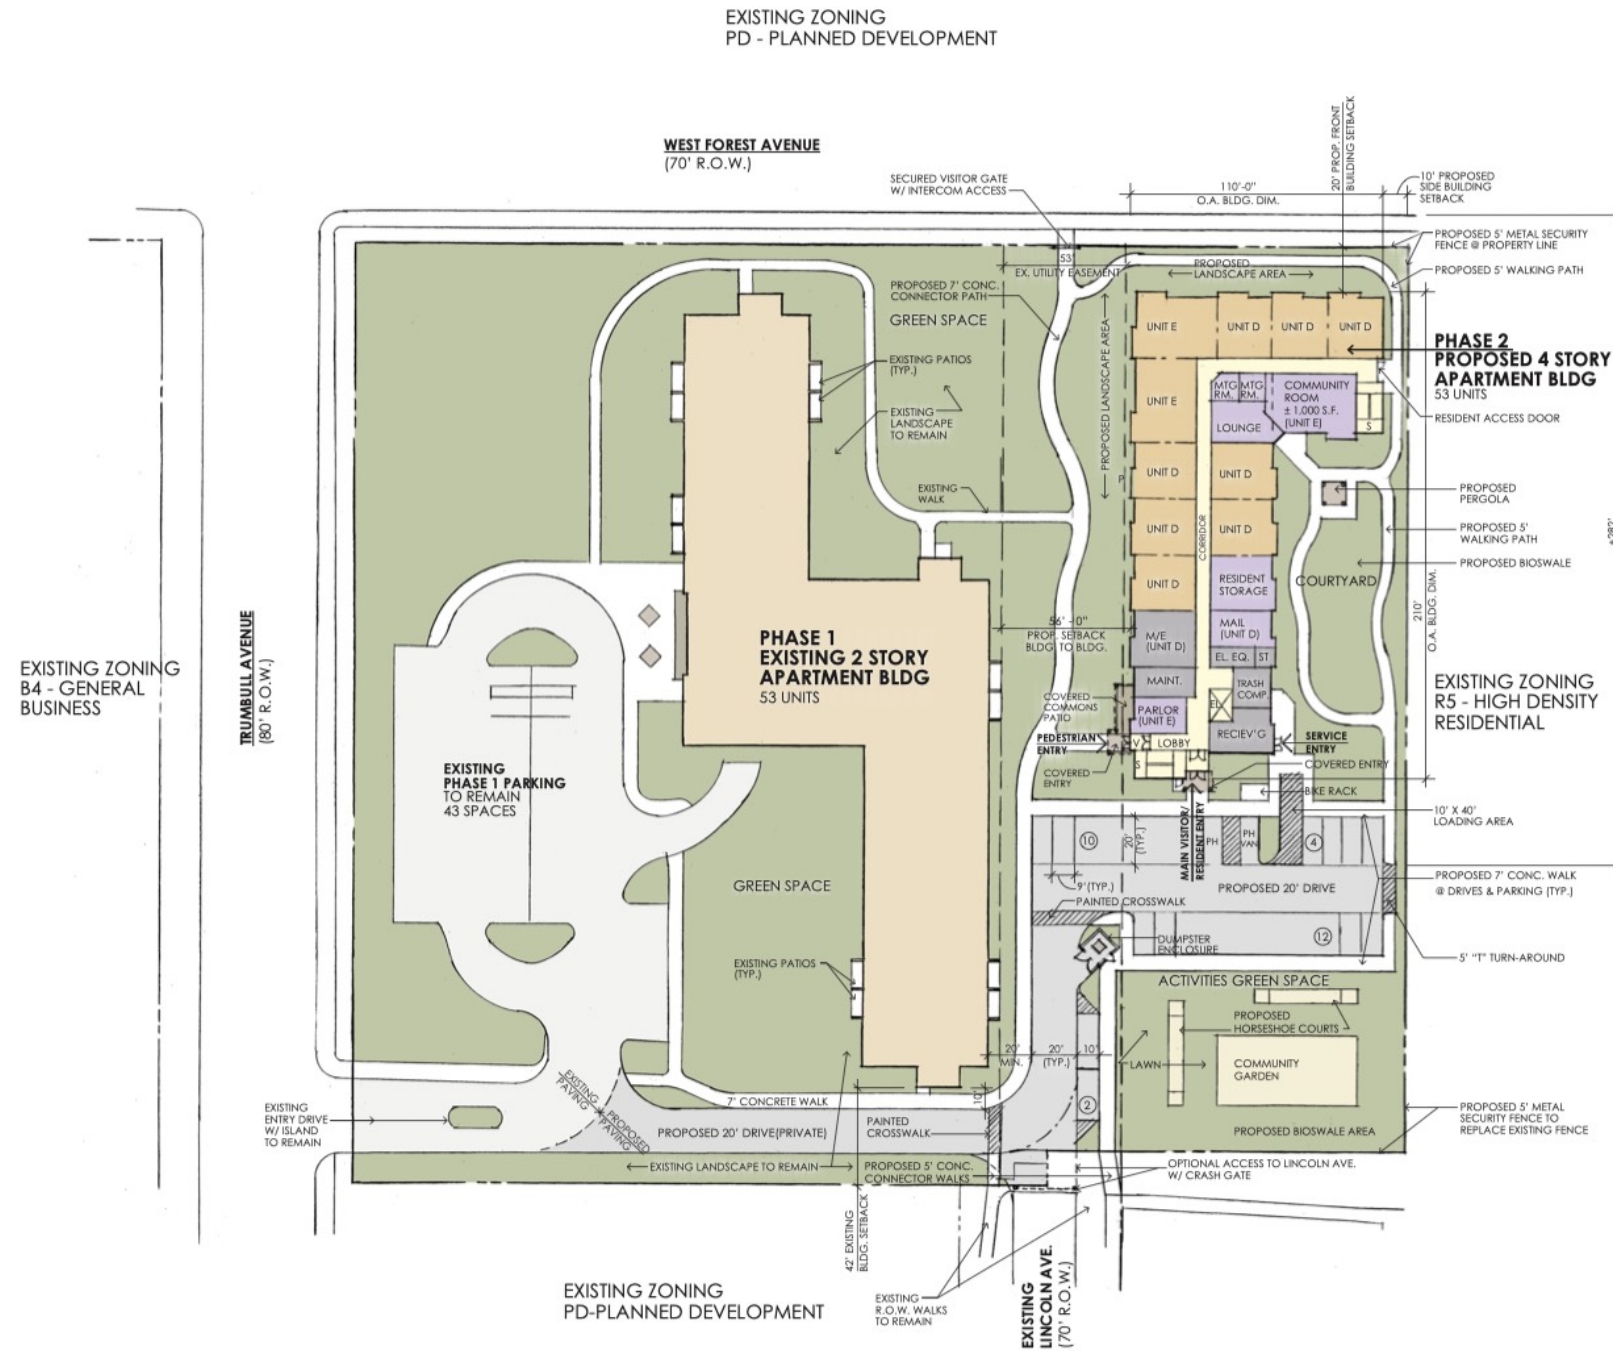 EXISTING ZONING
PD - PLANNED DEVELOPMENT
WEST FOREST AVENUE
(70' R.O.W.)
SECURED VISITOR GATE
W/ INTERCOM ACCESS
110'-0"
O.A. BLDG. DIM.
20' PROP. FRONT
BUILDING SETBACK
10' PROPOSED
SIDE BUILDING
SETBACK
PROPOSED 5' METAL SECURITY
FENCE @ PROPERTY LINE
PROPOSED 5' WALKING PATH
53'
EX. UTILITY EASEMENT
PROPOSED
LANDSCAPE AREA
PROPOSED 7' CONC.
CONNECTOR PATH
GREEN SPACE
PROPOSED LANDSCAPE AREA
UNIT E
UNIT D
UNIT D
UNIT D
PHASE 2
PROPOSED 4 STORY
APARTMENT BLDG
53 UNITS
EXISTING PATIOS
(TYP.)
UNIT E
MTG
RM.
MTG
RM.
COMMUNITY
ROOM
± 1,000 S.F.
(UNIT E)
LOUNGE
S
RESIDENT ACCESS DOOR
EXISTING
LANDSCAPE
TO REMAIN
UNIT D
UNIT D
P
EXISTING
WALK
PROPOSED
PERGOLA
UNIT D
UNIT D
CORRIDOR
PROPOSED 5'
WALKING PATH
±282'
PROPOSED BIOSWALE
UNIT D
RESIDENT
STORAGE
COURTYARD
210'
O.A. BLDG. DIM.
TRUMBULL AVENUE
(80' R.O.W.)
EXISTING ZONING
B4 - GENERAL
BUSINESS
PHASE 1
EXISTING 2 STORY
APARTMENT BLDG
53 UNITS
56' - 0"
PROP. SETBACK
BLDG. TO BLDG.
M/E
(UNIT D)
MAIL
(UNIT D)
EL. EQ.
ST
MAINT.
TRASH
COMP.
EL
COVERED
COMMONS
PATIO
PARLOR
(UNIT E)
RECIEV'G
EXISTING ZONING
R5 - HIGH DENSITY
RESIDENTIAL
PEDESTRIAN
ENTRY
V
LOBBY
S
SERVICE
ENTRY
COVERED
ENTRY
COVERED ENTRY
BIKE RACK
EXISTING
PHASE 1 PARKING
TO REMAIN
43 SPACES
10' X 40'
LOADING AREA
10
20'
(TYP.)
MAIN VISITOR/
RESIDENT ENTRY
PH
PH
VAN
4
9' (TYP.)
PROPOSED 20' DRIVE
PROPOSED 7' CONC. WALK
@ DRIVES & PARKING (TYP.)
PAINTED CROSSWALK
GREEN SPACE
DUMPSTER
ENCLOSURE
12
5' "T" TURN-AROUND
EXISTING PATIOS
(TYP.)
ACTIVITIES GREEN SPACE
PROPOSED
HORSESHOE COURTS
20'
MIN.
20'
(TYP.)
10'
LAWN
COMMUNITY
GARDEN
EXISTING
PAVING
PROPOSED
PAVING
7' CONCRETE WALK
10'
2
EXISTING
ENTRY DRIVE
W/ ISLAND
TO REMAIN
PROPOSED 20' DRIVE(PRIVATE)
PAINTED
CROSSWALK
PROPOSED BIOSWALE AREA
PROPOSED 5' METAL
SECURITY FENCE TO
REPLACE EXISTING FENCE
EXISTING LANDSCAPE TO REMAIN
PROPOSED 5' CONC.
CONNECTOR WALKS
OPTIONAL ACCESS TO LINCOLN AVE.
W/ CRASH GATE
42' EXISTING
BLDG. SETBACK
EXISTING ZONING
PD-PLANNED DEVELOPMENT
EXISTING
R.O.W. WALKS
TO REMAIN
EXISTING
LINCOLN AVE.
(70' R.O.W.)